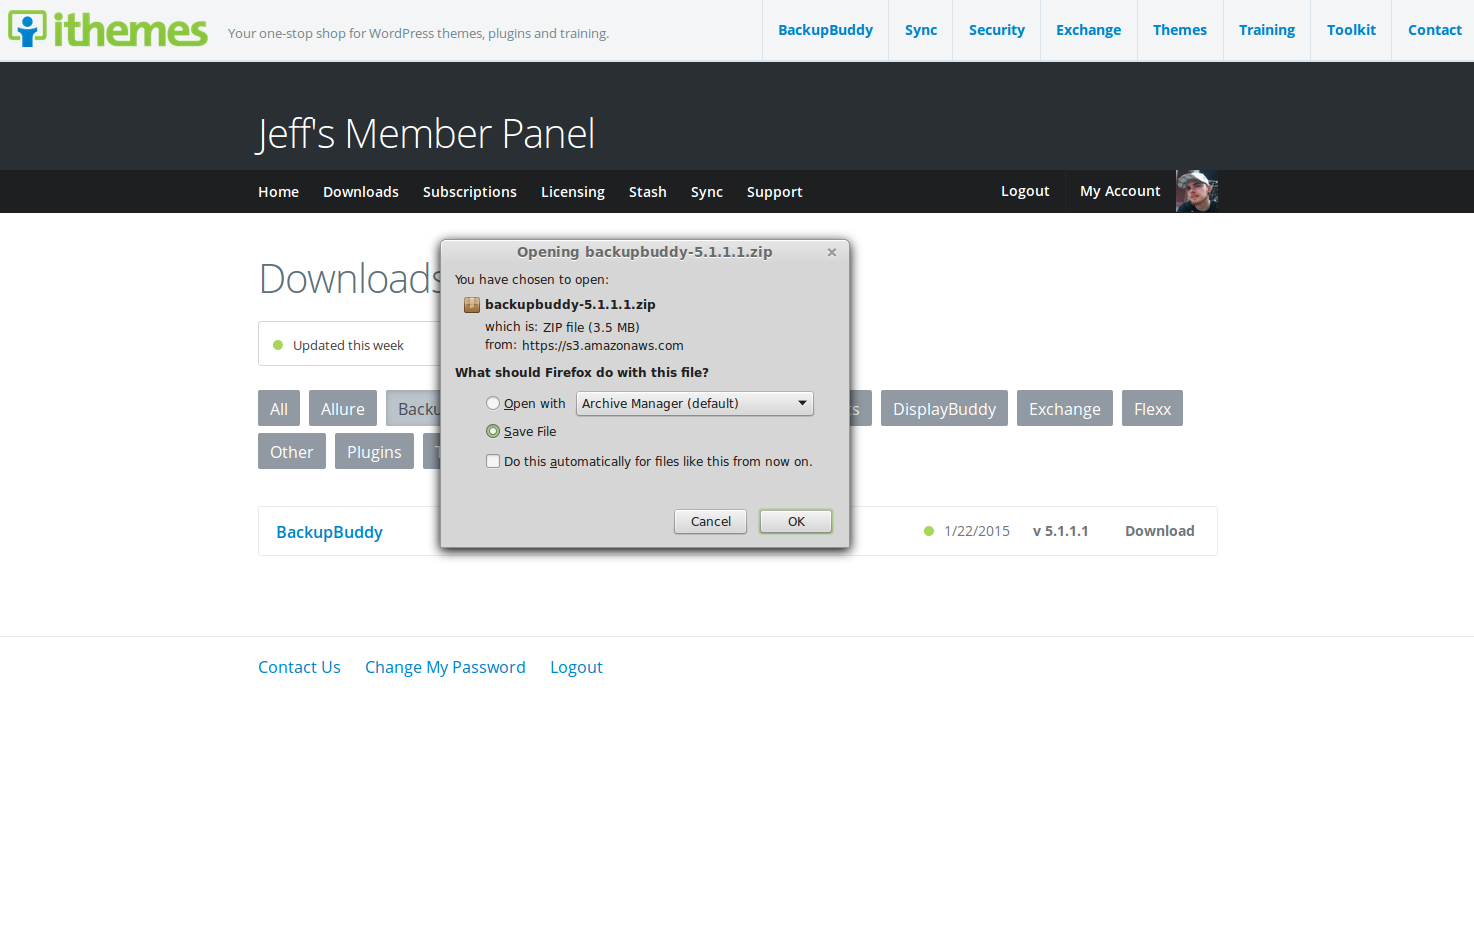 ithemes
Your one-stop shop for WordPress themes, plugins and training.
BackupBuddy Sync Security Exchange Themes Training Toolkit Contact
Jeff's Member Panel
Home Downloads Subscriptions Licensing Stash Sync Support Logout My Account
Downloads
Updated this week
All Allure DisplayBuddy Exchange Flexx
Other Plugins
BackupBuddy 1/22/2015 v 5.1.1.1 Download
Opening backupbuddy-5.1.1.1.zip
You have chosen to open:
backupbuddy-5.1.1.1.zip
which is: ZIP file (3.5 MB)
from: https://s3.amazonaws.com
What should Firefox do with this file?
Open with Archive Manager (default)
Save File
Do this automatically for files like this from now on.
Cancel OK
Contact Us Change My Password Logout